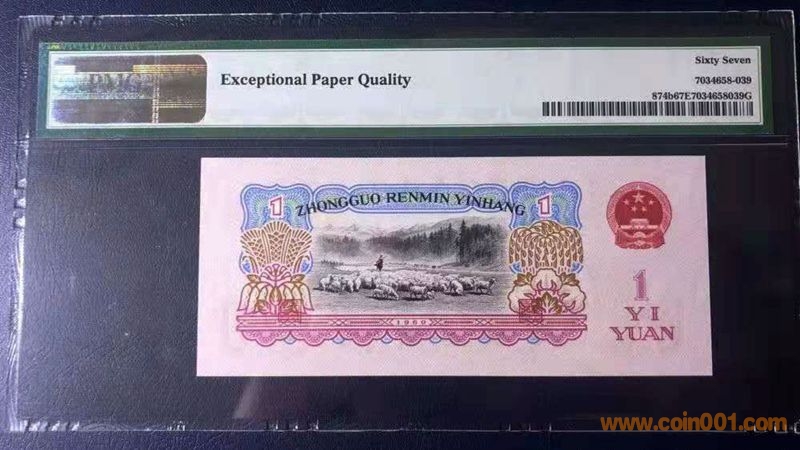 PMG
Exceptional Paper Quality
Sixty Seven
7034658-039
874b67E7034658039G
1
ZHONGGUO RENMIN YINHANG
1
1960
1
YI
YUAN
www.coin001.com